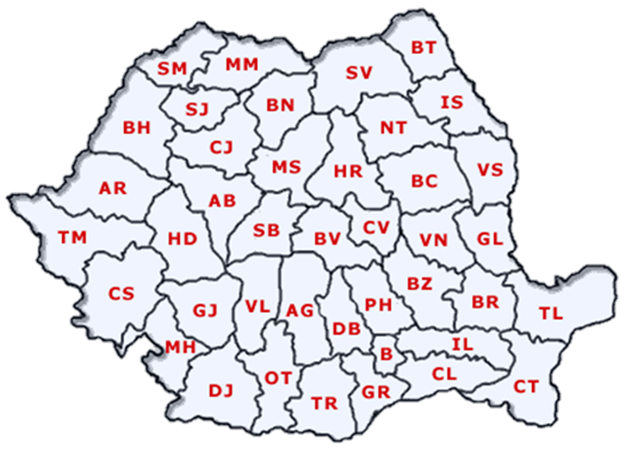 BT
SM
MM
SV
SJ
BN
IS
BH
NT
CJ
MS
HR
BC
VS
AR
AB
TM
HD
SB
BV
CV
VN
GL
CS
GJ
VL
AG
PH
BZ
BR
TL
DB
MH
B
IL
DJ
OT
TR
GR
CL
CT